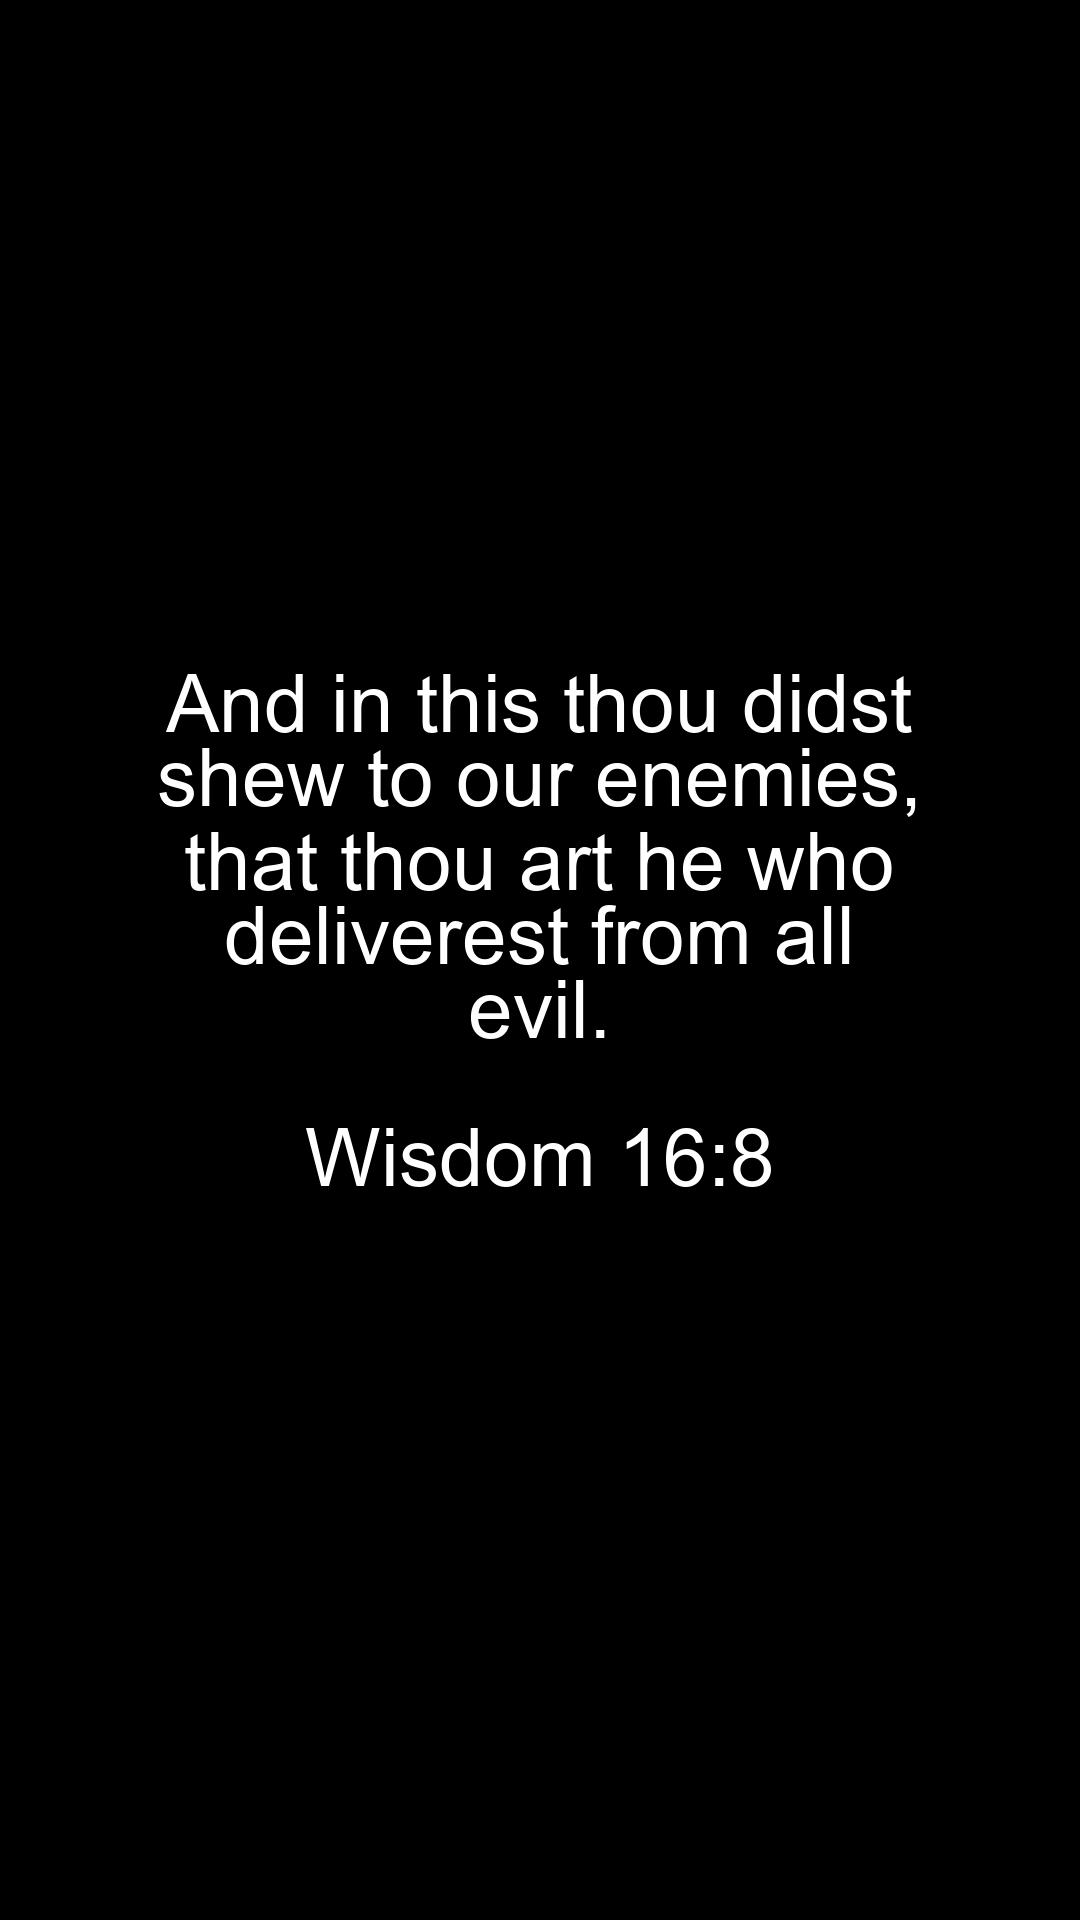 And in this thou didst
shew to our enemies,
that thou art he who
deliverest from all
evil.
Wisdom 16:8